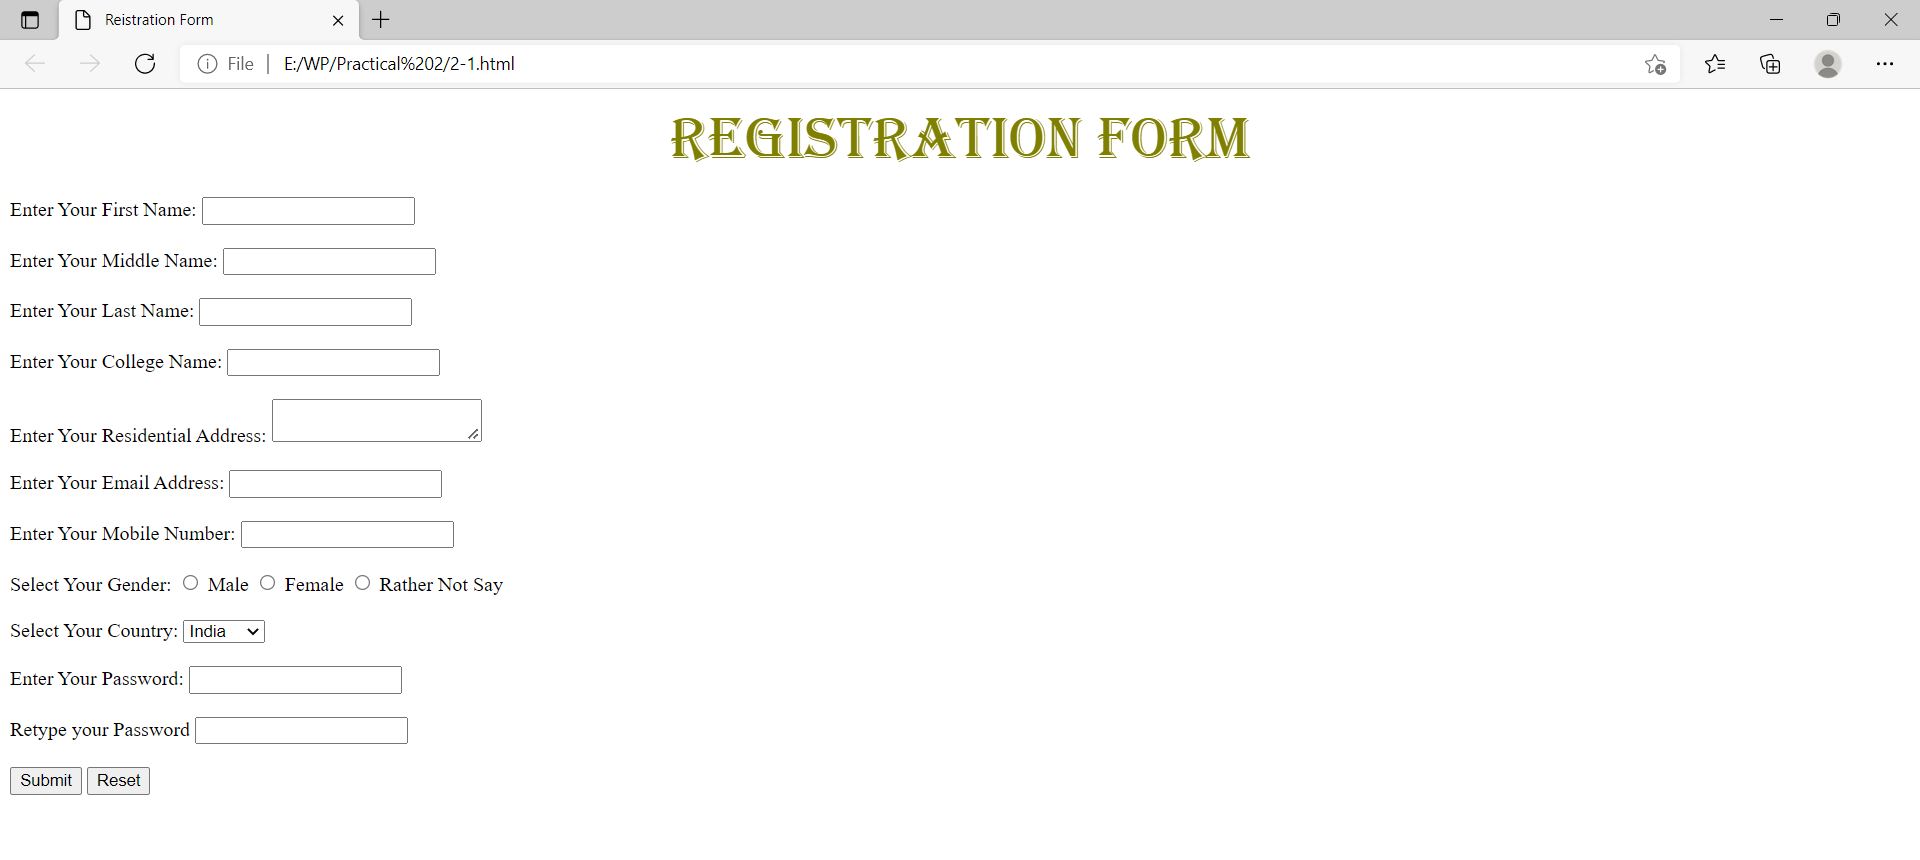 Reistration Form
File E:/WP/Practical%202/2-1.html
REGISTRATION FORM
Enter Your First Name:
Enter Your Middle Name:
Enter Your Last Name:
Enter Your College Name:
Enter Your Residential Address:
Enter Your Email Address:
Enter Your Mobile Number:
Select Your Gender: Male Female Rather Not Say
Select Your Country: India
Enter Your Password:
Retype your Password
Submit Reset